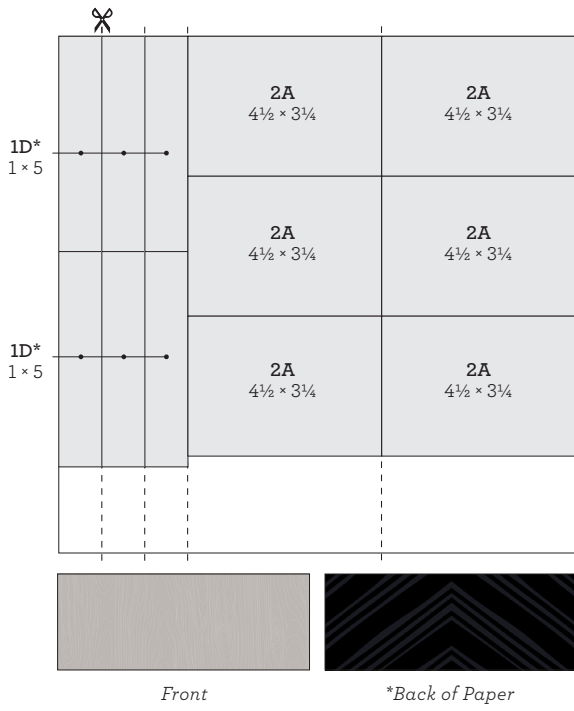 2A
4½ × 3¼
2A
4½ × 3¼
1D*
1 × 5
2A
4½ × 3¼
2A
4½ × 3¼
1D*
1 × 5
2A
4½ × 3¼
2A
4½ × 3¼
Front
*Back of Paper